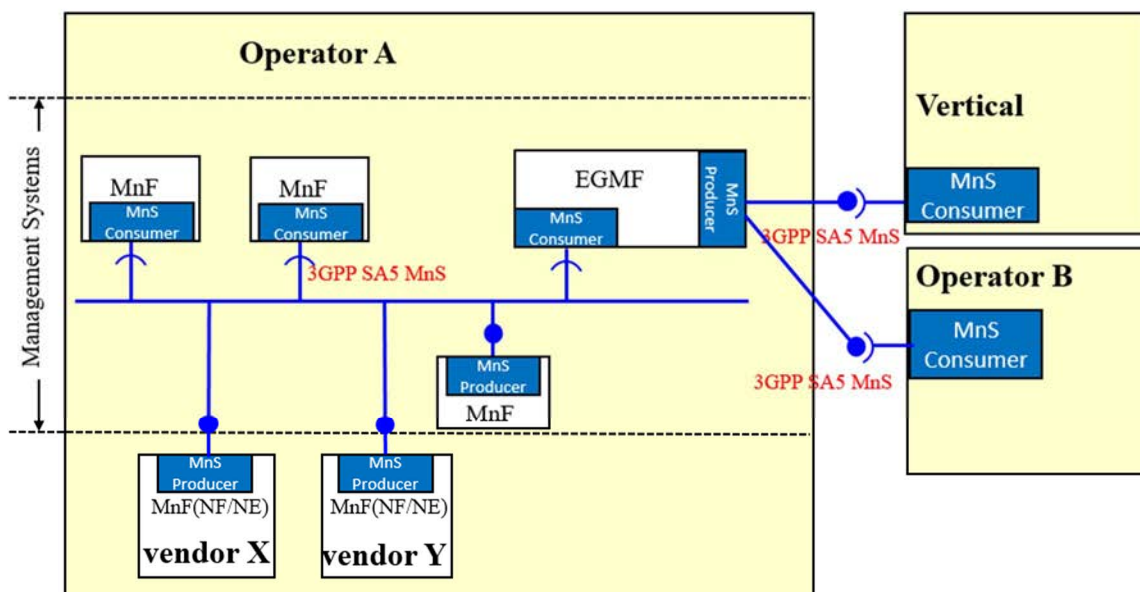 Operator A
Management Systems
MnF
MnS
Consumer
MnF
MnS
Consumer
3GPP SA5 MnS
EGMF
MnS
Consumer
MnS
Producer
3GPP SA5 MnS
Vertical
MnS
Consumer
Operator B
MnS
Consumer
3GPP SA5 MnS
MnS
Producer
MnF
MnS
Producer
MnF(NF/NE)
vendor X
MnS
Producer
MnF(NF/NE)
vendor Y